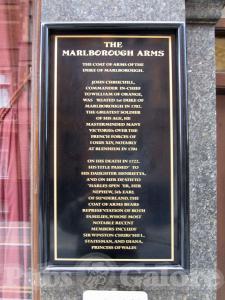 THE
MARLBOROUGH ARMS
THE COAT OF ARMS OF THE
DUKE OF MARLBOROUGH.
JOHN CHURCHILL,
COMMANDER IN-CHIEF
TO WILLIAM OF ORANGE,
WAS REATED 1st DUKE OF
MARLBOROUGH IN 1702.
THE GREATEST SOLDIER
OF HIS AGE, HE
MASTERMINDED MANY
VICTORIES OVER THE
FRENCH FORCES OF
LOUIS XIV, NOTABLY
AT BLENHEIM IN 1704
ON HIS DEATH IN 1722,
HIS TITLE PASSED TO
HIS DAUGHTER HENRIETTA,
AND ON HER DEATH TO
HARLES SPEN ER, HER
NEPHEW, 5th EARL
OF SUNDERLAND, THE
COAT OF ARMS BEARS
REPRESENTATION OF BOTH
FAMILIES, WHOSE MOST
NOTABLE RECENT
MEMBERS INCLUDE
SIR WINSTON CHURCHILL,
STATESMAN, AND DIANA,
PRINCESS OF WALES